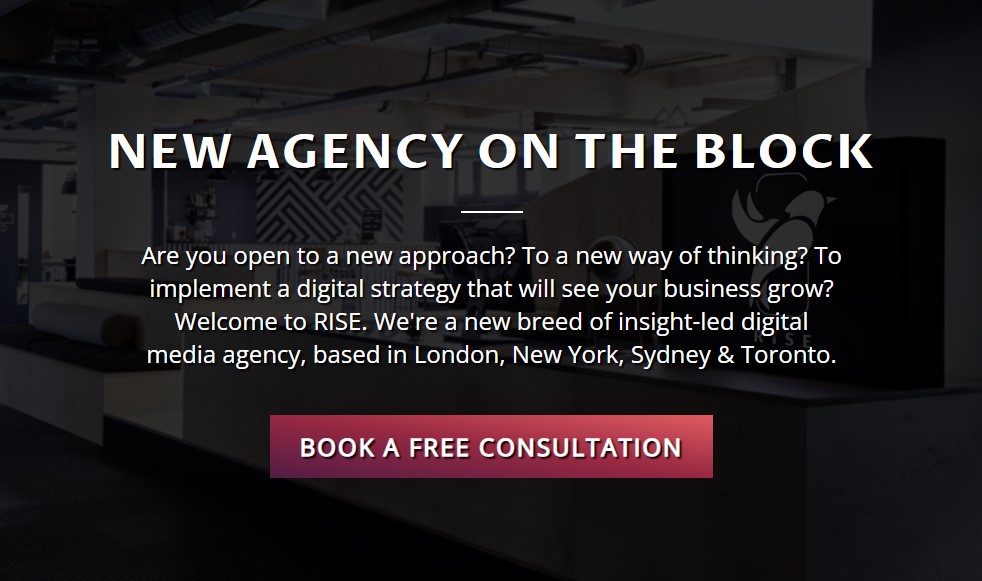 NEW AGENCY ON THE BLOCK
Are you open to a new approach? To a new way of thinking? To
implement a digital strategy that will see your business grow?
Welcome to RISE. We're a new breed of insight-led digital
media agency, based in London, New York, Sydney & Toronto.
RISE
BOOK A FREE CONSULTATION